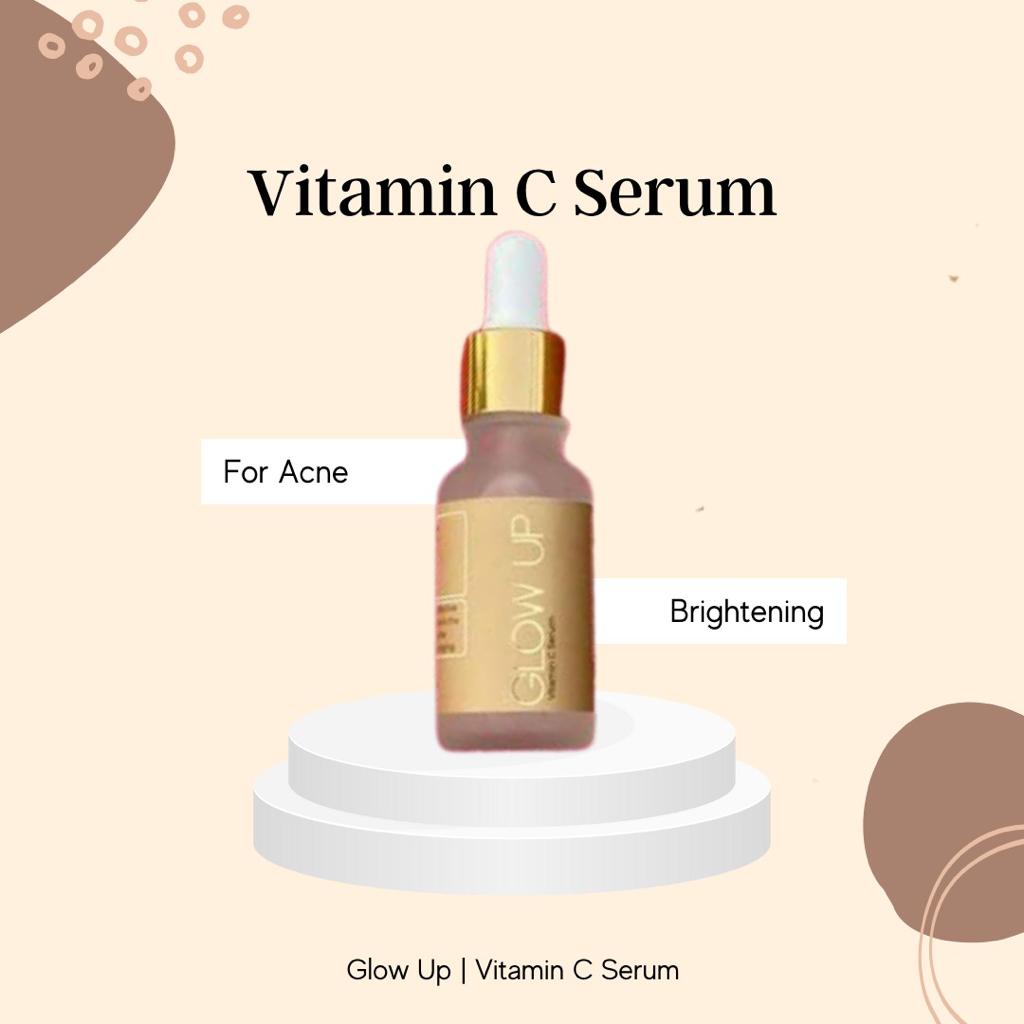 Vitamin C Serum
For Acne
GLOW UP
Vitamin C Serum
Brightening
Glow Up | Vitamin C Serum